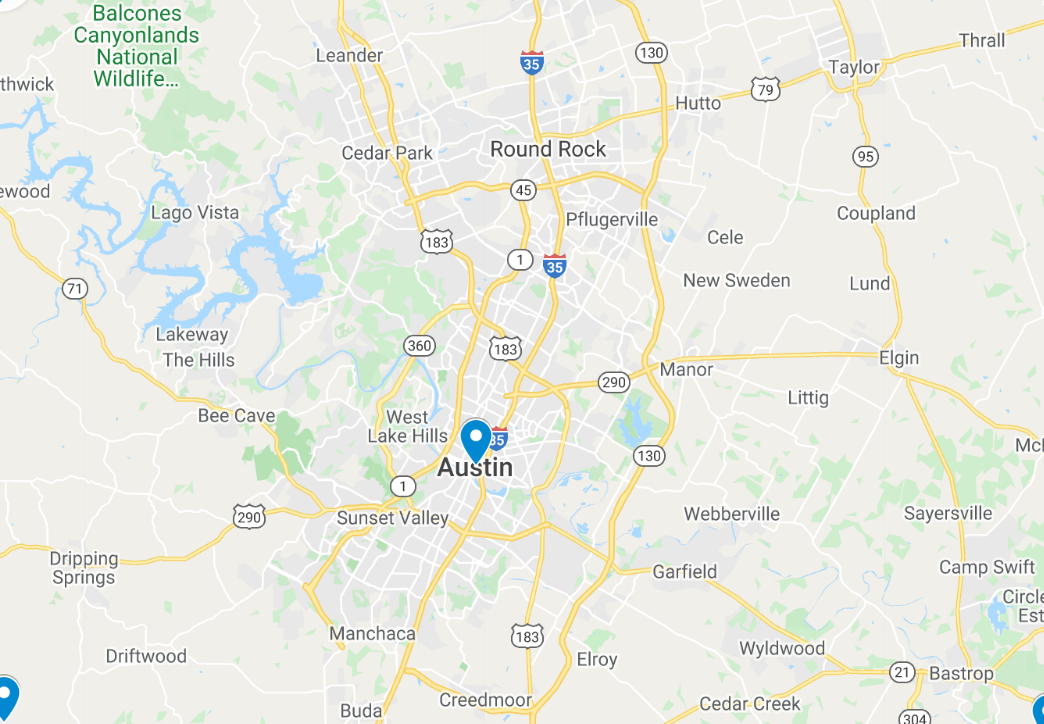 Balcones
Canyonlands
National
Wildlife...
Leander
35
130
Thrall
Taylor
thwick
79
Hutto
Cedar Park
Round Rock
95
ewood
45
Lago Vista
Pflugerville
Coupland
183
Cele
1
35
New Sweden
Lund
71
Lakeway
The Hills
360
183
Manor
Elgin
290
Littig
Bee Cave
West
Lake Hills
35
Mc
130
Austin
1
290
Sunset Valley
Webberville
Sayersville
Dripping
Springs
Garfield
Camp Swift
Circle
Est
Manchaca
183
Driftwood
Elroy
Wyldwood
21
Bastrop
Creedmoor
Cedar Creek
Buda
304